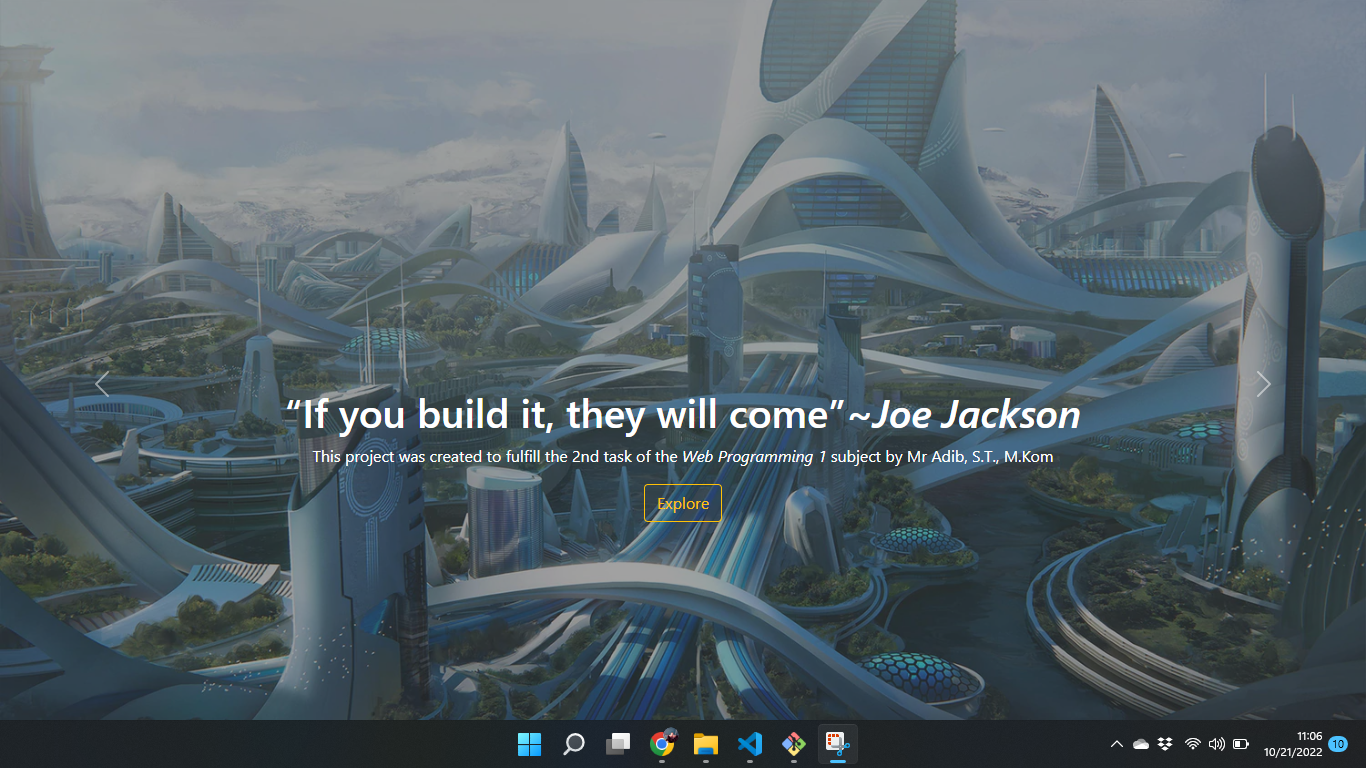 “If you build it, they will come” ~Joe Jackson
This project was created to fulfill the 2nd task of the Web Programming 1 subject by Mr Adib, S.T., M.Kom
Explore
11:06
10/21/2022
10